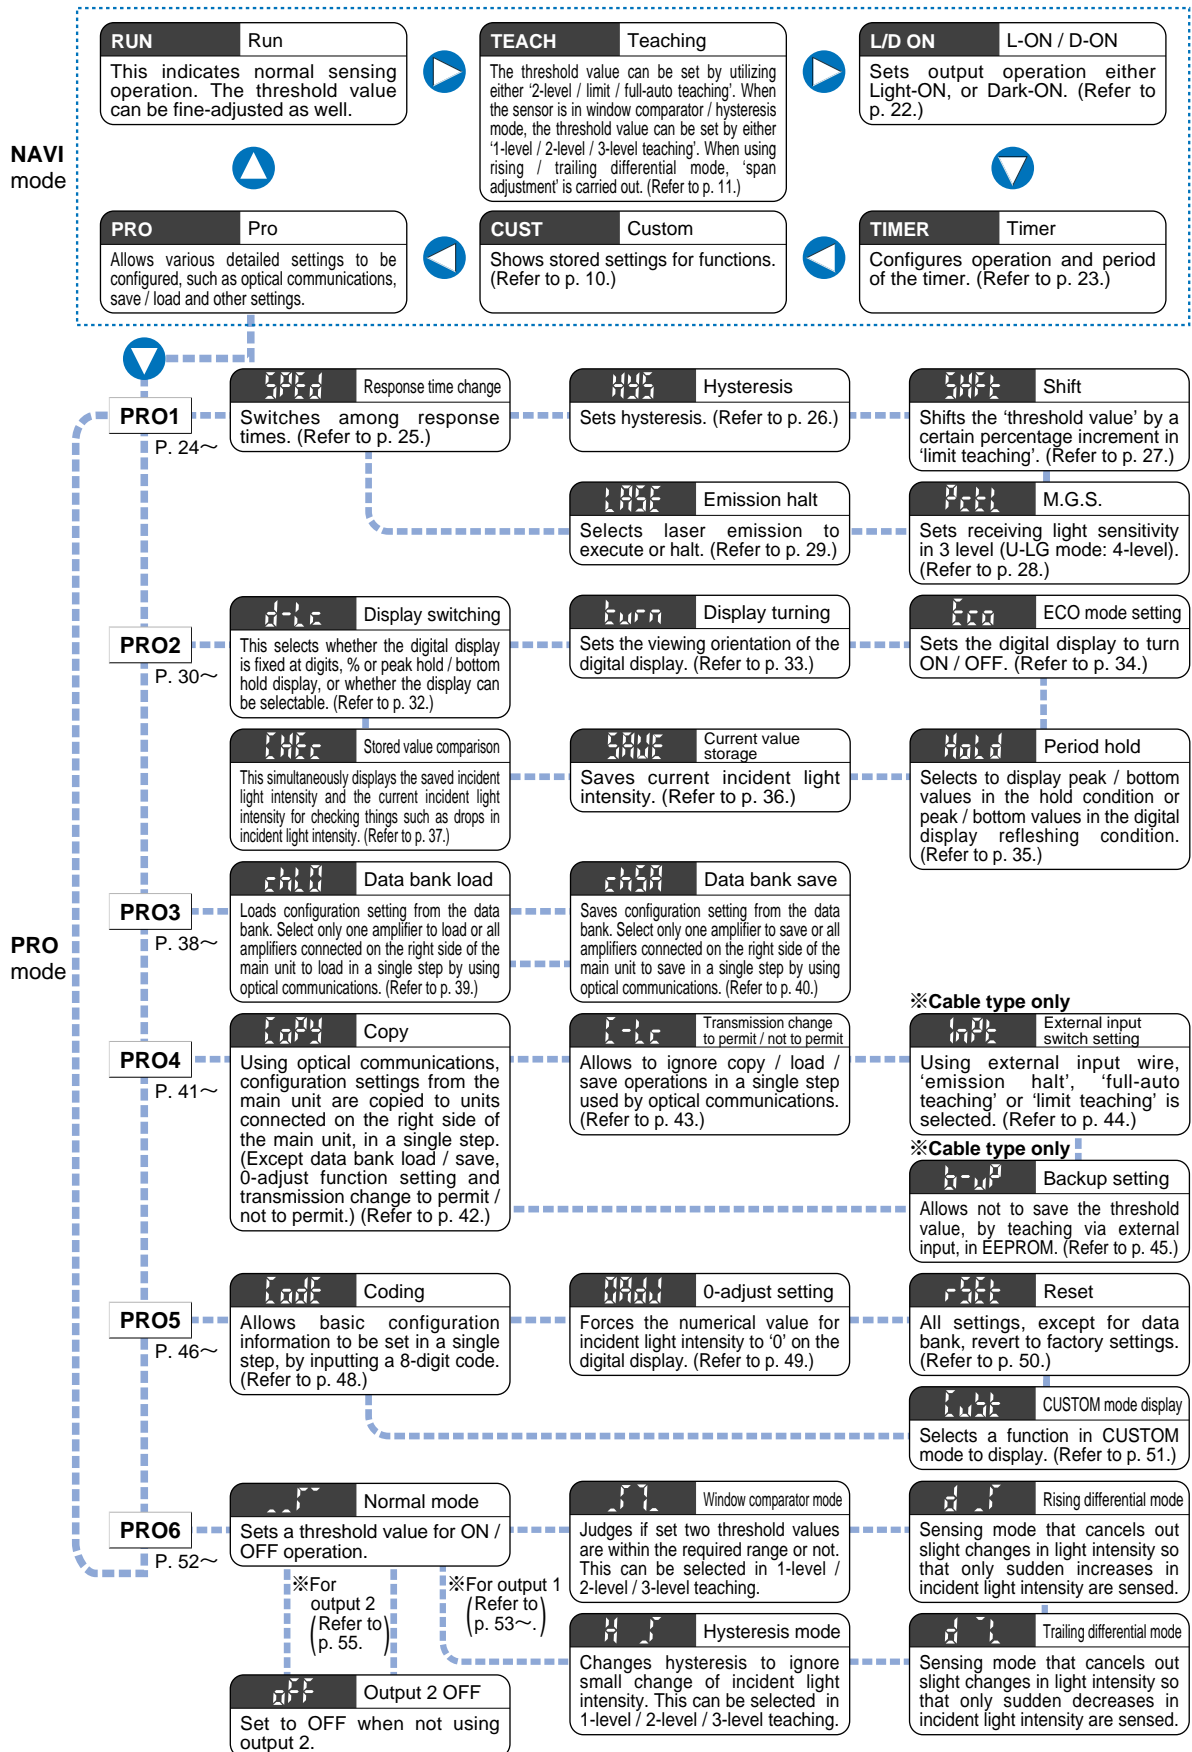 NAVI
mode
RUN Run
This indicates normal sensing
operation. The threshold value
can be fine-adjusted as well.
TEACH Teaching
The threshold value can be set by utilizing
either ‘2-level / limit / full-auto teaching’. When
the sensor is in window comparator / hysteresis
mode, the threshold value can be set by either
‘1-level / 2-level / 3-level teaching’. When using
rising / trailing differential mode, ‘span
adjustment’ is carried out. (Refer to p. 11.)
L/D ON L-ON / D-ON
Sets output operation either
Light-ON, or Dark-ON. (Refer to
p. 22.)
PRO Pro
Allows various detailed settings to be
configured, such as optical communications,
save / load and other settings.
CUST Custom
Shows stored settings for functions.
(Refer to p. 10.)
TIMER Timer
Configures operation and period
of the timer. (Refer to p. 23.)
PRO
mode
PRO1
P. 24～
SPEd Response time change
Switches among response
times. (Refer to p. 25.)
HYS Hysteresis
Sets hysteresis. (Refer to p. 26.)
SHFt Shift
Shifts the ‘threshold value’ by a
certain percentage increment in
‘limit teaching’. (Refer to p. 27.)
LASE Emission halt
Selects laser emission to
execute or halt. (Refer to p. 29.)
PctL M.G.S.
Sets receiving light sensitivity
in 3 level (U-LG mode: 4-level).
(Refer to p. 28.)
PRO2
P. 30～
d-Lc Display switching
This selects whether the digital display
is fixed at digits, % or peak hold / bottom
hold display, or whether the display can
be selectable. (Refer to p. 32.)
turn Display turning
Sets the viewing orientation of the
digital display. (Refer to p. 33.)
Eco ECO mode setting
Sets the digital display to turn
ON / OFF. (Refer to p. 34.)
CHEc Stored value comparison
This simultaneously displays the saved incident
light intensity and the current incident light
intensity for checking things such as drops in
incident light intensity. (Refer to p. 37.)
SAVE Current value
storage
Saves current incident light
intensity. (Refer to p. 36.)
HoLd Period hold
Selects to display peak / bottom
values in the hold condition or
peak / bottom values in the digital
display refleshing condition.
(Refer to p. 35.)
PRO3
P. 38～
chLO Data bank load
Loads configuration setting from the data
bank. Select only one amplifier to load or all
amplifiers connected on the right side of the
main unit to load in a single step by using
optical communications. (Refer to p. 39.)
chSA Data bank save
Saves configuration setting from the data
bank. Select only one amplifier to save or all
amplifiers connected on the right side of the
main unit to save in a single step by using
optical communications. (Refer to p. 40.)
PRO4
P. 41～
CoPY Copy
Using optical communications,
configuration settings from the
main unit are copied to units
connected on the right side of
the main unit, in a single step.
(Except data bank load / save,
0-adjust function setting and
transmission change to permit /
not to permit.) (Refer to p. 42.)
C-Lc Transmission change
to permit / not to permit
Allows to ignore copy / load /
save operations in a single step
used by optical communications.
(Refer to p. 43.)
※Cable type only
InPt External input
switch setting
Using external input wire,
‘emission halt’, ‘full-auto
teaching’ or ‘limit teaching’ is
selected. (Refer to p. 44.)
※Cable type only
b-uP Backup setting
Allows not to save the threshold
value, by teaching via external
input, in EEPROM. (Refer to p. 45.)
PRO5
P. 46～
CodE Coding
Allows basic configuration
information to be set in a single
step, by inputting a 8-digit code.
(Refer to p. 48.)
0AdJ 0-adjust setting
Forces the numerical value for
incident light intensity to ‘0’ on the
digital display. (Refer to p. 49.)
rSEt Reset
All settings, except for data
bank, revert to factory settings.
(Refer to p. 50.)
CuSt CUSTOM mode display
Selects a function in CUSTOM
mode to display. (Refer to p. 51.)
PRO6
P. 52～
Normal mode
Sets a threshold value for ON /
OFF operation.
Window comparator mode
Judges if set two threshold values
are within the required range or not.
This can be selected in 1-level /
2-level / 3-level teaching.
d Rising differential mode
Sensing mode that cancels out
slight changes in light intensity so
that only sudden increases in
incident light intensity are sensed.
※For
output 2
(Refer to
p. 55. )
※For output 1
(Refer to
p. 53～.)
H Hysteresis mode
Changes hysteresis to ignore
small change of incident light
intensity. This can be selected in
1-level / 2-level / 3-level teaching.
d Trailing differential mode
Sensing mode that cancels out
slight changes in light intensity so
that only sudden decreases in
incident light intensity are sensed.
oFF Output 2 OFF
Set to OFF when not using
output 2.